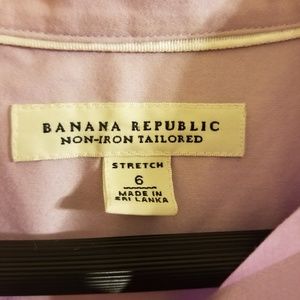 BANANA REPUBLIC
NON-IRON TAILORED
STRETCH
6
MADE IN
SRI LANKA